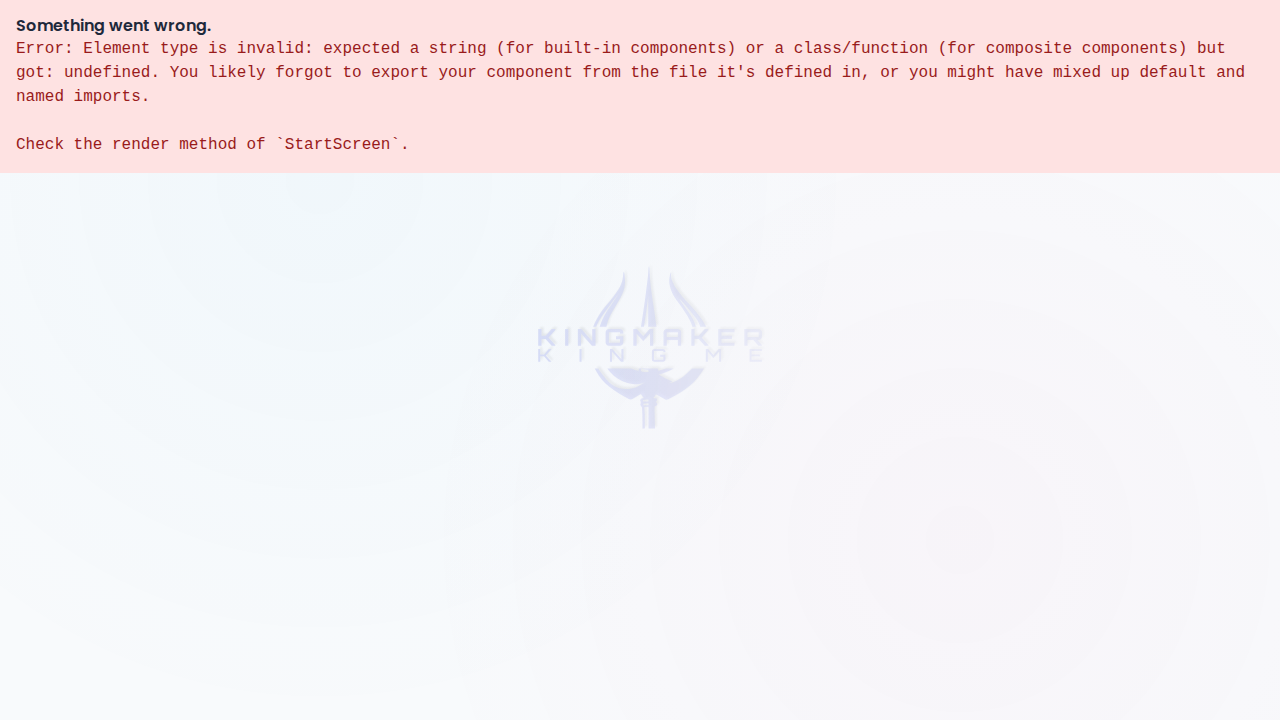 Something went wrong.
Error: Element type is invalid: expected a string (for built-in components) or a class/function (for composite components) but
got: undefined. You likely forgot to export your component from the file it's defined in, or you might have mixed up default and
named imports.
Check the render method of `StartScreen`.
KINGMAKER
KING ME